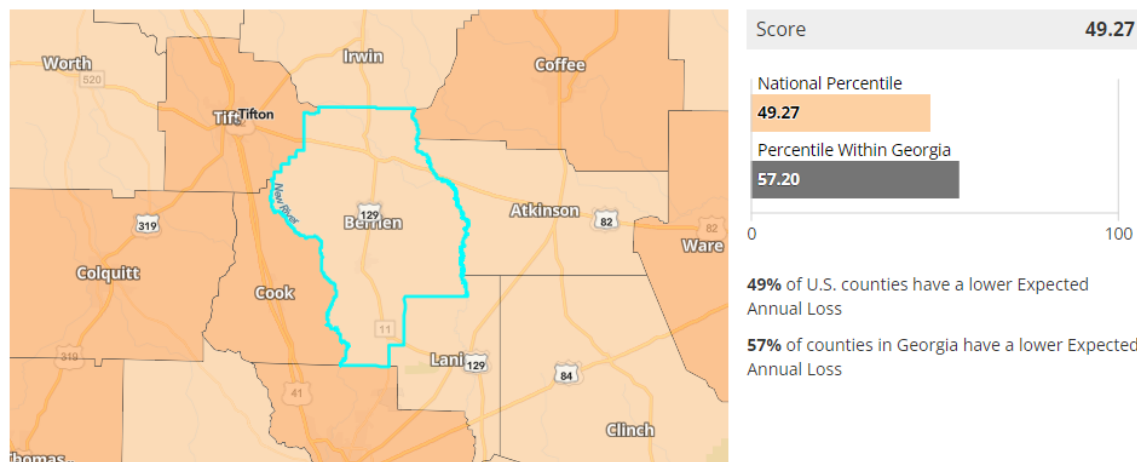 Worth
520
Irwin
Coffee
Tift
Tifton
New River
129
Berrien
Atkinson
82
82
Ware
319
Colquitt
Cook
11
Lani
129
319
41
84
Clinch
homas
Score 49.27
National Percentile
49.27
Percentile Within Georgia
57.20
0 100
49% of U.S. counties have a lower Expected
Annual Loss
57% of counties in Georgia have a lower Expected
Annual Loss